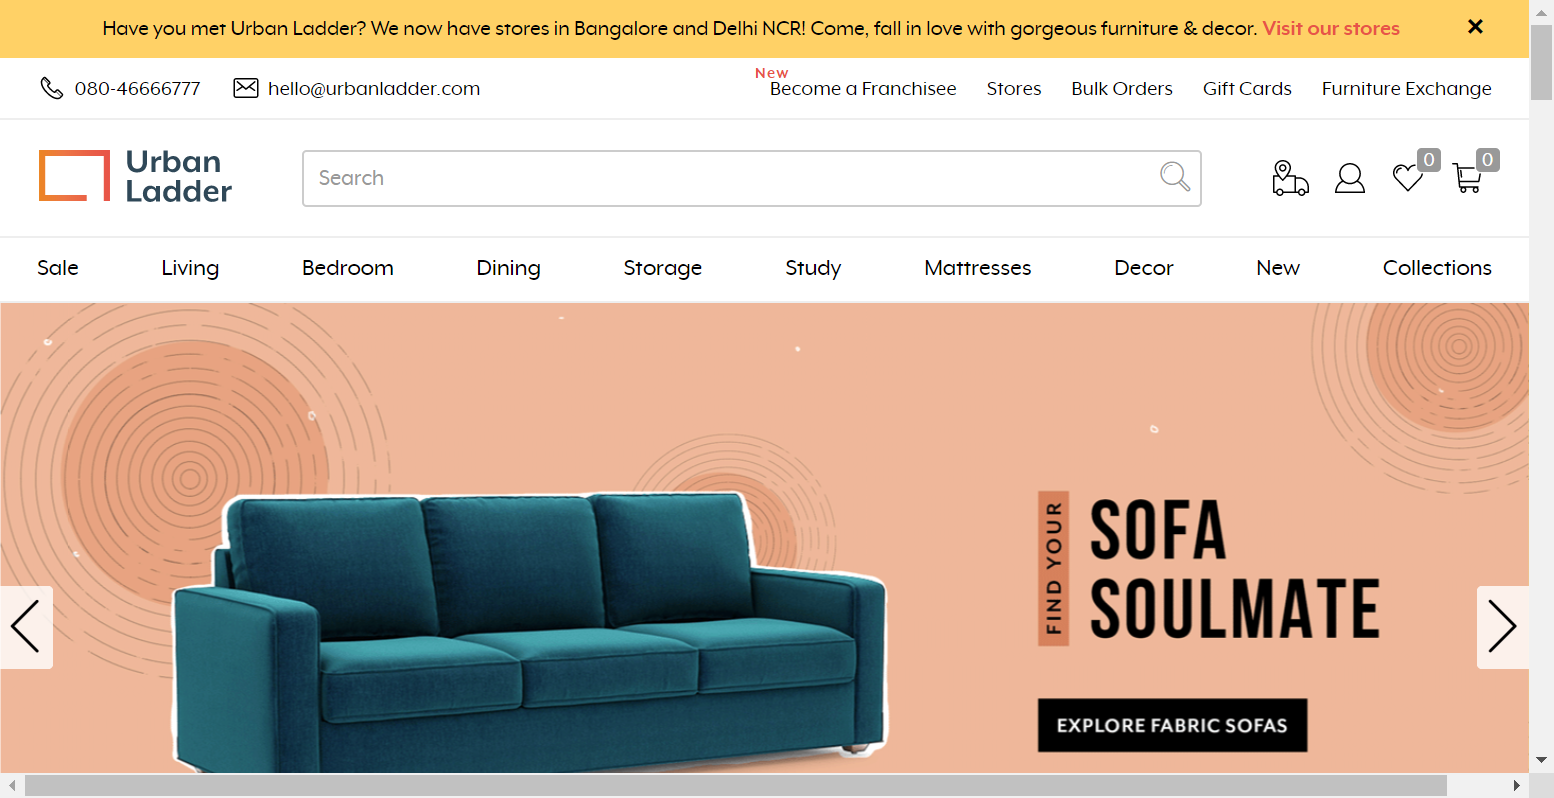 Have you met Urban Ladder? We now have stores in Bangalore and Delhi NCR! Come, fall in love with gorgeous furniture & decor. Visit our stores
New
080-46666777 hello@urbanladder.com Become a Franchisee Stores Bulk Orders Gift Cards Furniture Exchange
Urban
Ladder
Search
0 0
Sale Living Bedroom Dining Storage Study Mattresses Decor New Collections
FIND YOUR
SOFA
SOULMATE
EXPLORE FABRIC SOFAS